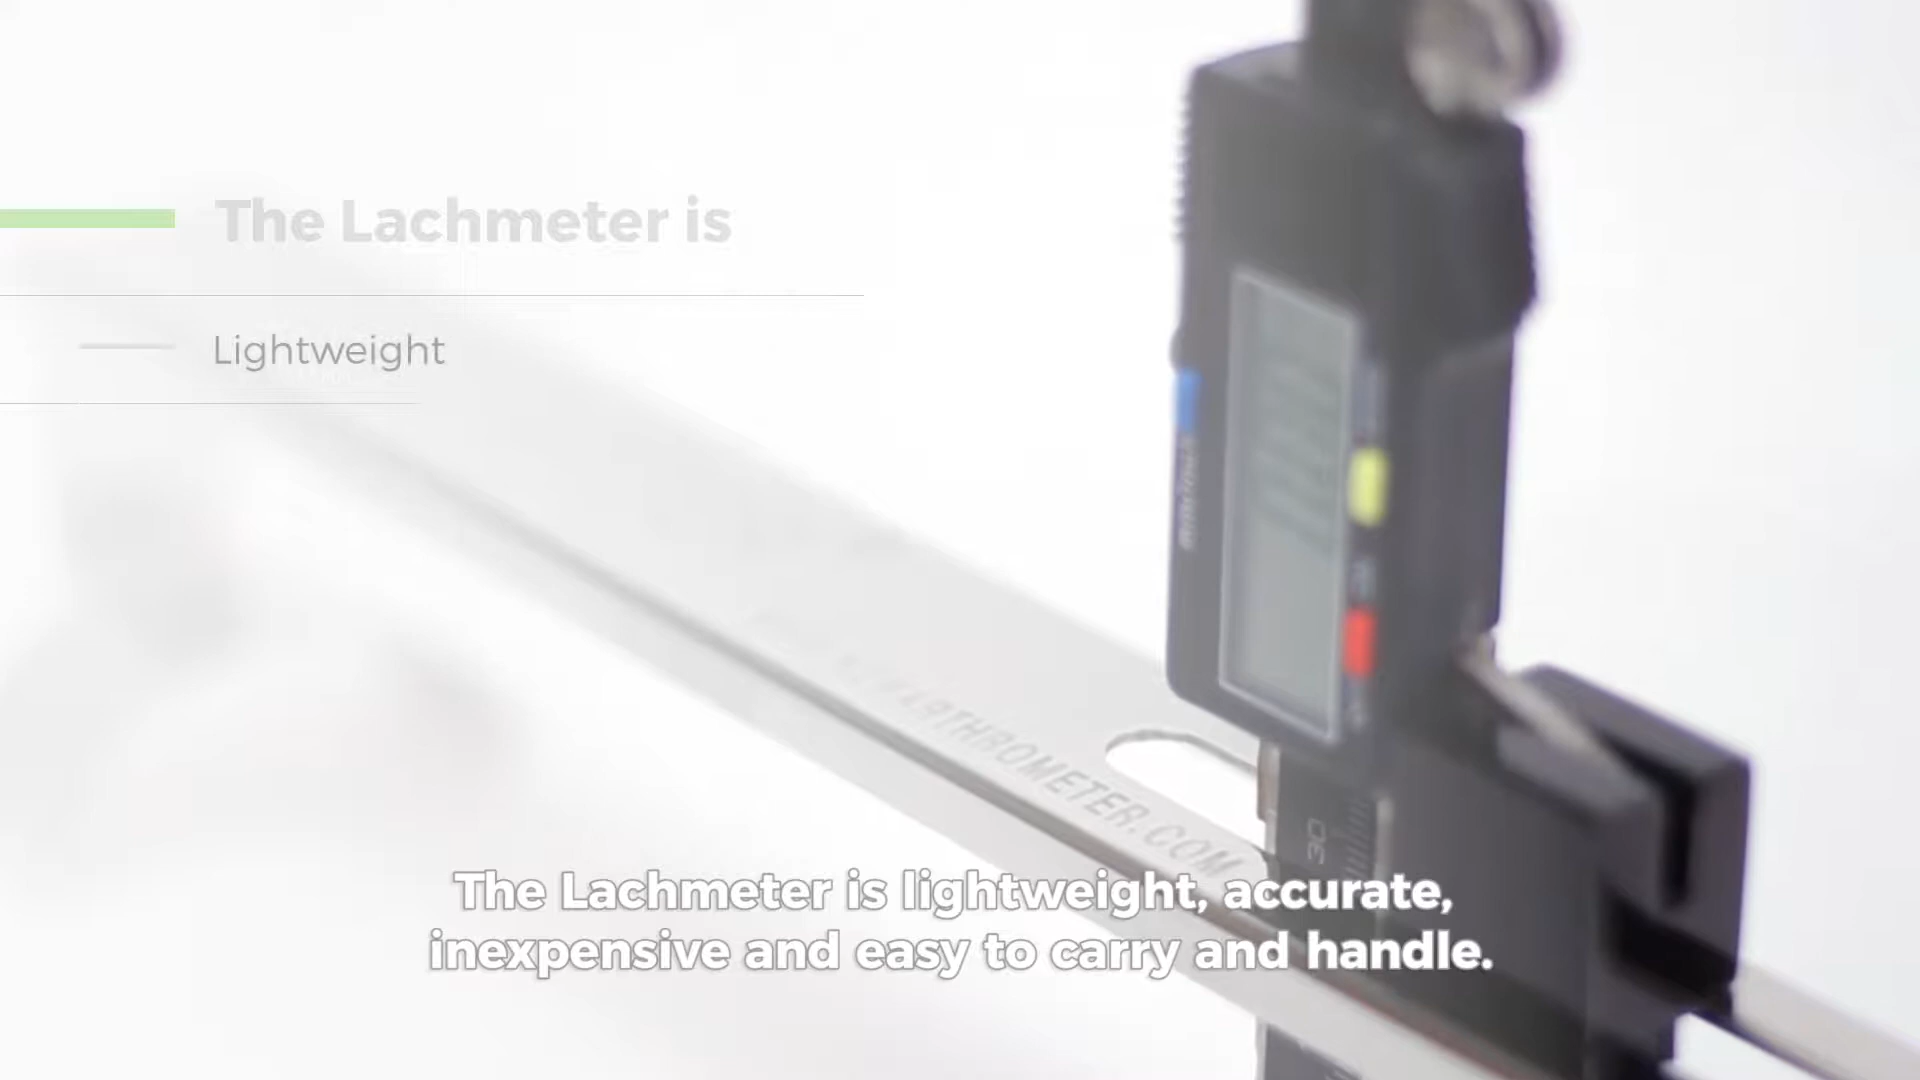 The Lachmeter is
Lightweight
ARTHROMETER.COM
30
The Lachmeter is lightweight, accurate,
inexpensive and easy to carry and handle.